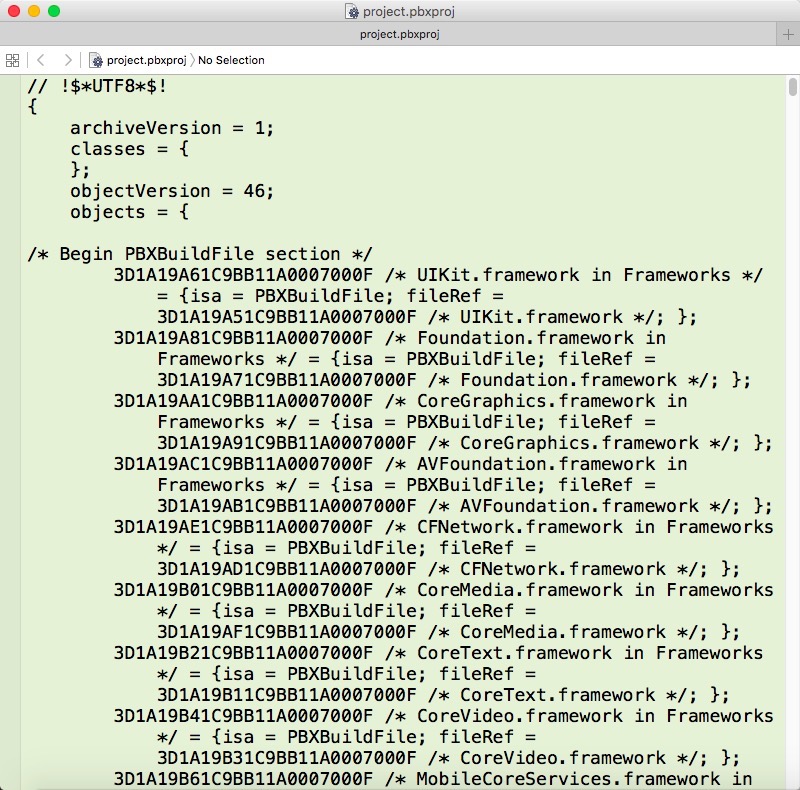 project.pbxproj
project.pbxproj
project.pbxproj No Selection
// !$*UTF8*$!
{
archiveVersion = 1;
classes = {
};
objectVersion = 46;
objects = {
/* Begin PBXBuildFile section */
3D1A19A61C9BB11A0007000F /* UIKit.framework in Frameworks */
= {isa = PBXBuildFile; fileRef =
3D1A19A51C9BB11A0007000F /* UIKit.framework */; };
3D1A19A81C9BB11A0007000F /* Foundation.framework in
Frameworks */ = {isa = PBXBuildFile; fileRef =
3D1A19A71C9BB11A0007000F /* Foundation.framework */; };
3D1A19AA1C9BB11A0007000F /* CoreGraphics.framework in
Frameworks */ = {isa = PBXBuildFile; fileRef =
3D1A19A91C9BB11A0007000F /* CoreGraphics.framework */; };
3D1A19AC1C9BB11A0007000F /* AVFoundation.framework in
Frameworks */ = {isa = PBXBuildFile; fileRef =
3D1A19AB1C9BB11A0007000F /* AVFoundation.framework */; };
3D1A19AE1C9BB11A0007000F /* CFNetwork.framework in Frameworks
*/ = {isa = PBXBuildFile; fileRef =
3D1A19AD1C9BB11A0007000F /* CFNetwork.framework */; };
3D1A19B01C9BB11A0007000F /* CoreMedia.framework in Frameworks
*/ = {isa = PBXBuildFile; fileRef =
3D1A19AF1C9BB11A0007000F /* CoreMedia.framework */; };
3D1A19B21C9BB11A0007000F /* CoreText.framework in Frameworks
*/ = {isa = PBXBuildFile; fileRef =
3D1A19B11C9BB11A0007000F /* CoreText.framework */; };
3D1A19B41C9BB11A0007000F /* CoreVideo.framework in Frameworks
*/ = {isa = PBXBuildFile; fileRef =
3D1A19B31C9BB11A0007000F /* CoreVideo.framework */; };
3D1A19B61C9BB11A0007000F /* MobileCoreServices.framework in